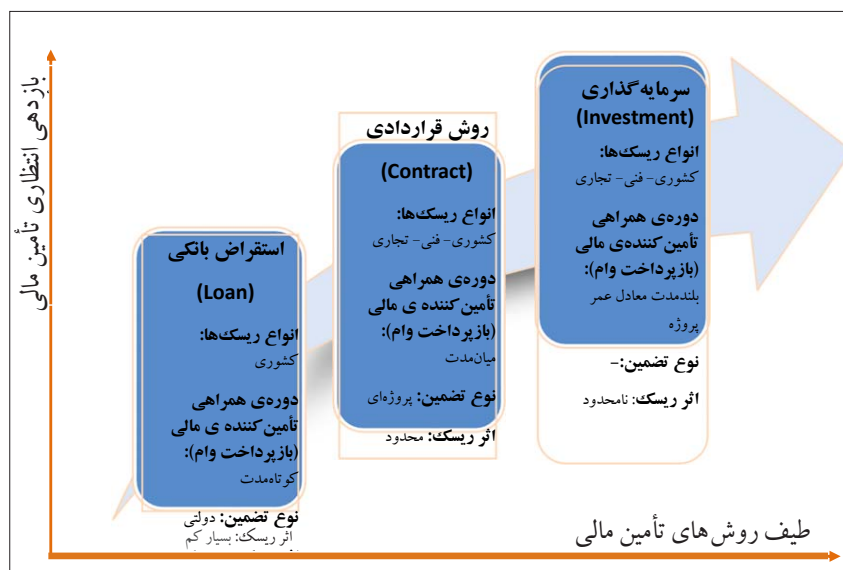 بازدهی انتظاری تأمین مالی
سرمایه‌گذاری
(Investment)
انواع ریسک‌ها:
کشوری- فنی- تجاری
دوره‌ی همراهی
تأمین‌کننده‌ی مالی
(بازپرداخت وام):
بلندمدت معادل عمر
پروژه
نوع تضمین:-
اثر ریسک: نامحدود
روش قراردادی
(Contract)
انواع ریسک‌ها:
کشوری- فنی- تجاری
دوره‌ی همراهی
تأمین‌کننده ی مالی
(بازپرداخت وام):
میان‌مدت
نوع تضمین: پروژه‌ای
اثر ریسک: محدود
استقراض بانکی
(Loan)
انواع ریسک‌ها:
کشوری
دوره‌ی همراهی
تأمین‌کننده ی مالی
(بازپرداخت وام):
کوتاه‌مدت
نوع تضمین: دولتی
اثر ریسک: بسیار کم
طیف روش‌های تأمین مالی